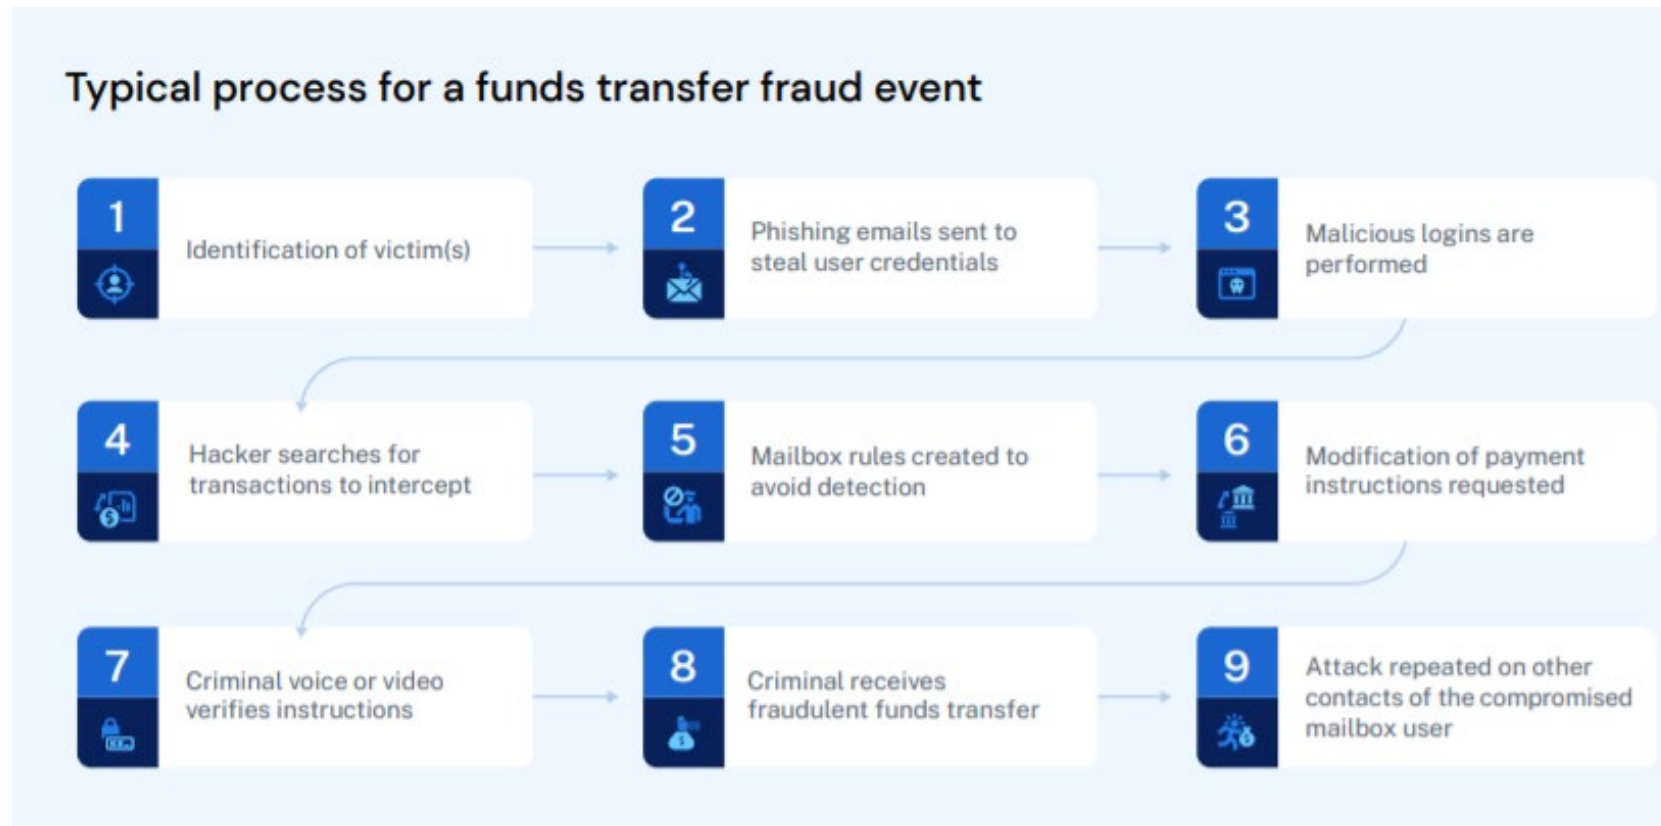 Typical process for a funds transfer fraud event
1
Identification of victim(s)
2
Phishing emails sent to
steal user credentials
3
Malicious logins are
performed
4
Hacker searches for
transactions to intercept
5
Mailbox rules created to
avoid detection
6
Modification of payment
instructions requested
7
Criminal voice or video
verifies instructions
8
Criminal receives
fraudulent funds transfer
9
Attack repeated on other
contacts of the compromised
mailbox user